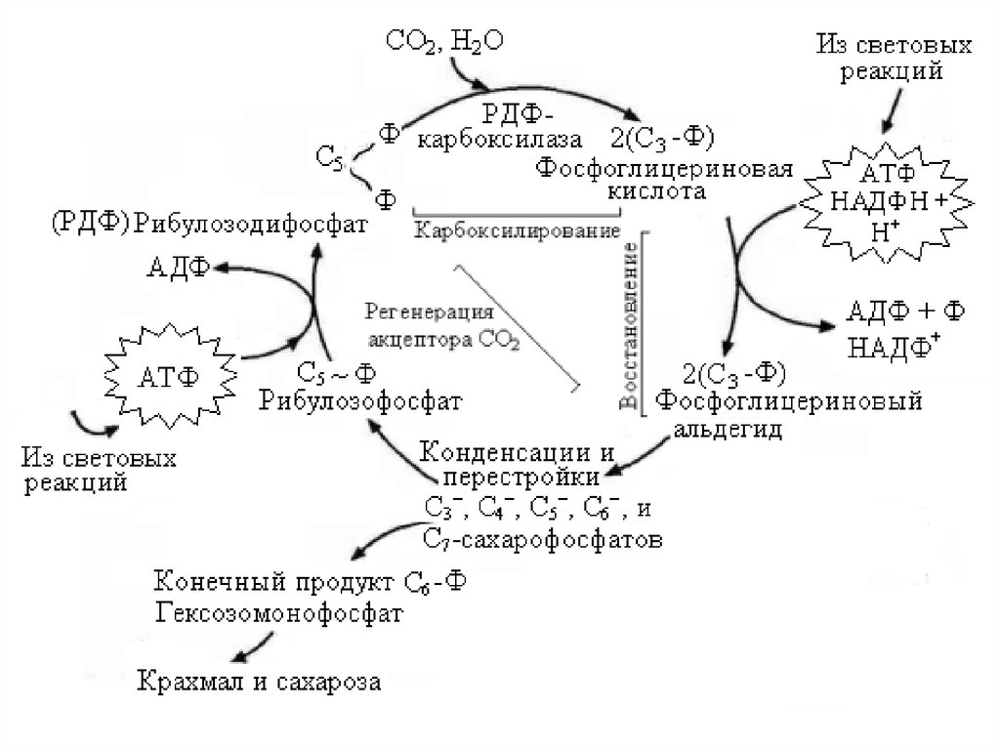 CO₂, H₂O
Из световых
реакций
РДФ-
карбоксилаза
C₅
Ф
Ф
2(C₃-Ф)
Фосфоглицериновая
кислота
АТФ
НАДФН +
H⁺
(РДФ) Рибулозодифосфат
Карбоксилирование
АДФ
Регенерация
акцептора CO₂
Восстановление
АДФ + Ф
НАДФ⁺
АТФ
C₅ ~ Ф
Рибулозофосфат
2(C₃-Ф)
Фосфоглицериновый
альдегид
Из световых
реакций
Конденсации и
перестройки
C₃⁻, C₄⁻, C₅⁻, C₆⁻, и
C₇-сахарофосфатов
Конечный продукт C₆-Ф
Гексозомонофосфат
Крахмал и сахароза